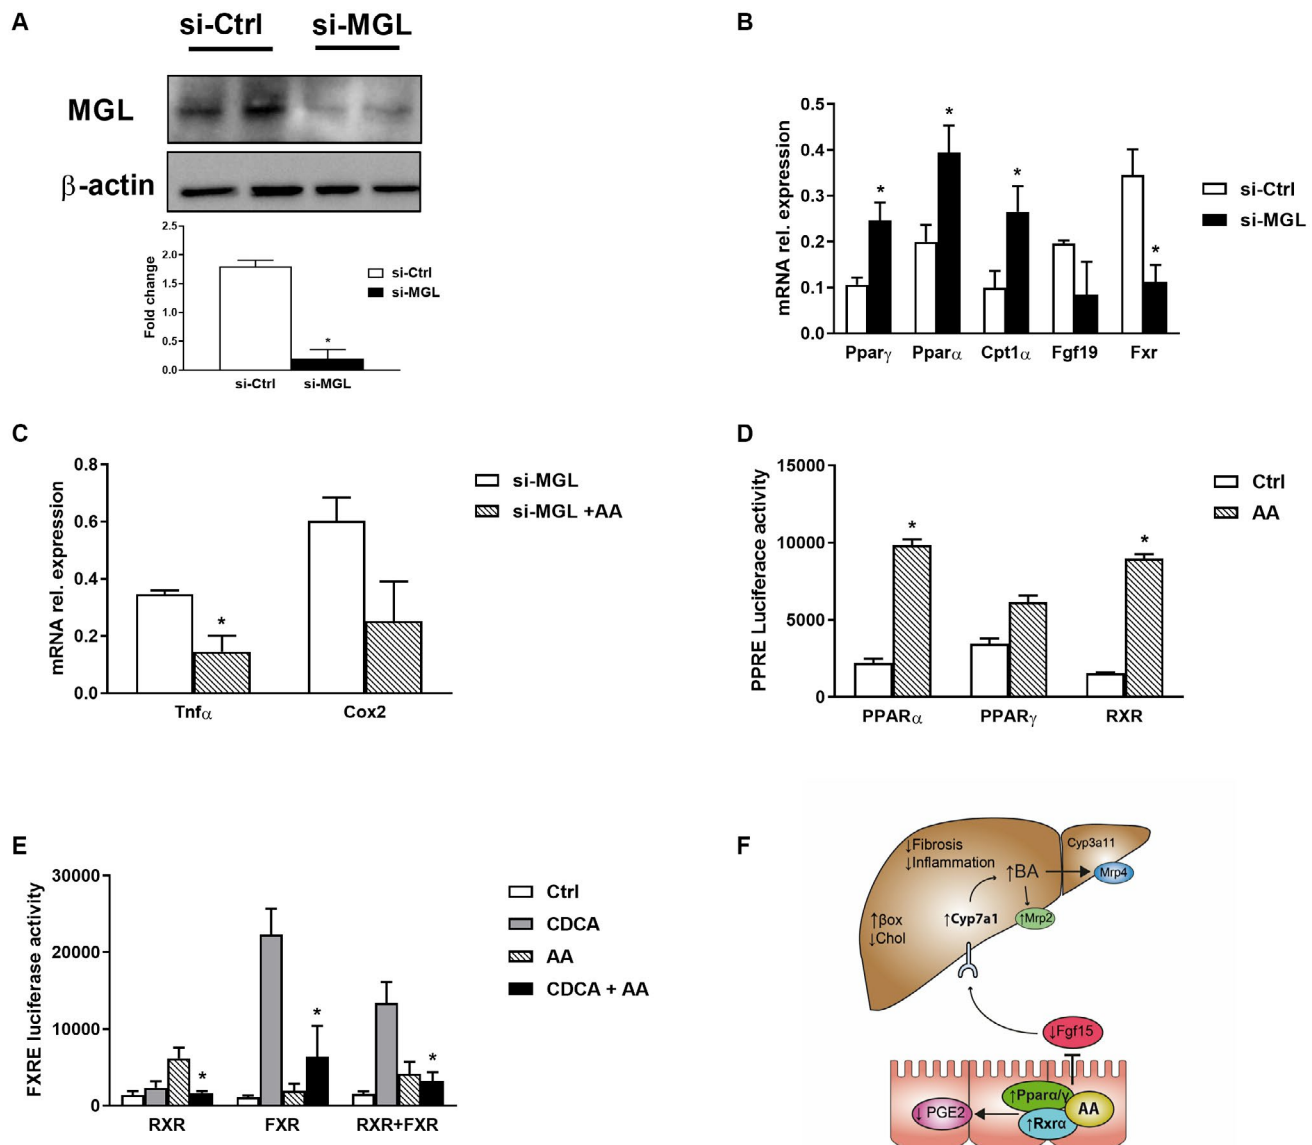 A
si-Ctrl si-MGL
MGL
β-actin
2.5
2.0
1.5
1.0
0.5
0.0
Fold change
*
si-Ctrl
si-MGL
si-Ctrl si-MGL
B
0.5
0.4
0.3
0.2
0.1
0.0
mRNA rel. expression
* * * *
si-Ctrl
si-MGL
Pparγ Pparα Cpt1α Fgf19 Fxr
C
0.8
0.6
0.4
0.2
0.0
mRNA rel. expression
*
si-MGL
si-MGL +AA
Tnfα Cox2
D
15000
10000
5000
0
PPRE Luciferace activity
* *
Ctrl
AA
PPARα PPARγ RXR
E
30000
20000
10000
0
FXRE luciferase activity
* * *
Ctrl
CDCA
AA
CDCA + AA
RXR FXR RXR+FXR
F
↓Fibrosis
↓Inflammation
Cyp3a11
↑BA
Mrp4
↑βox
↓Chol
↑Cyp7a1
↑Mrp2
↓Fgf15
↑Pparα/γ
AA
↓ PGE2
↑Rxrα